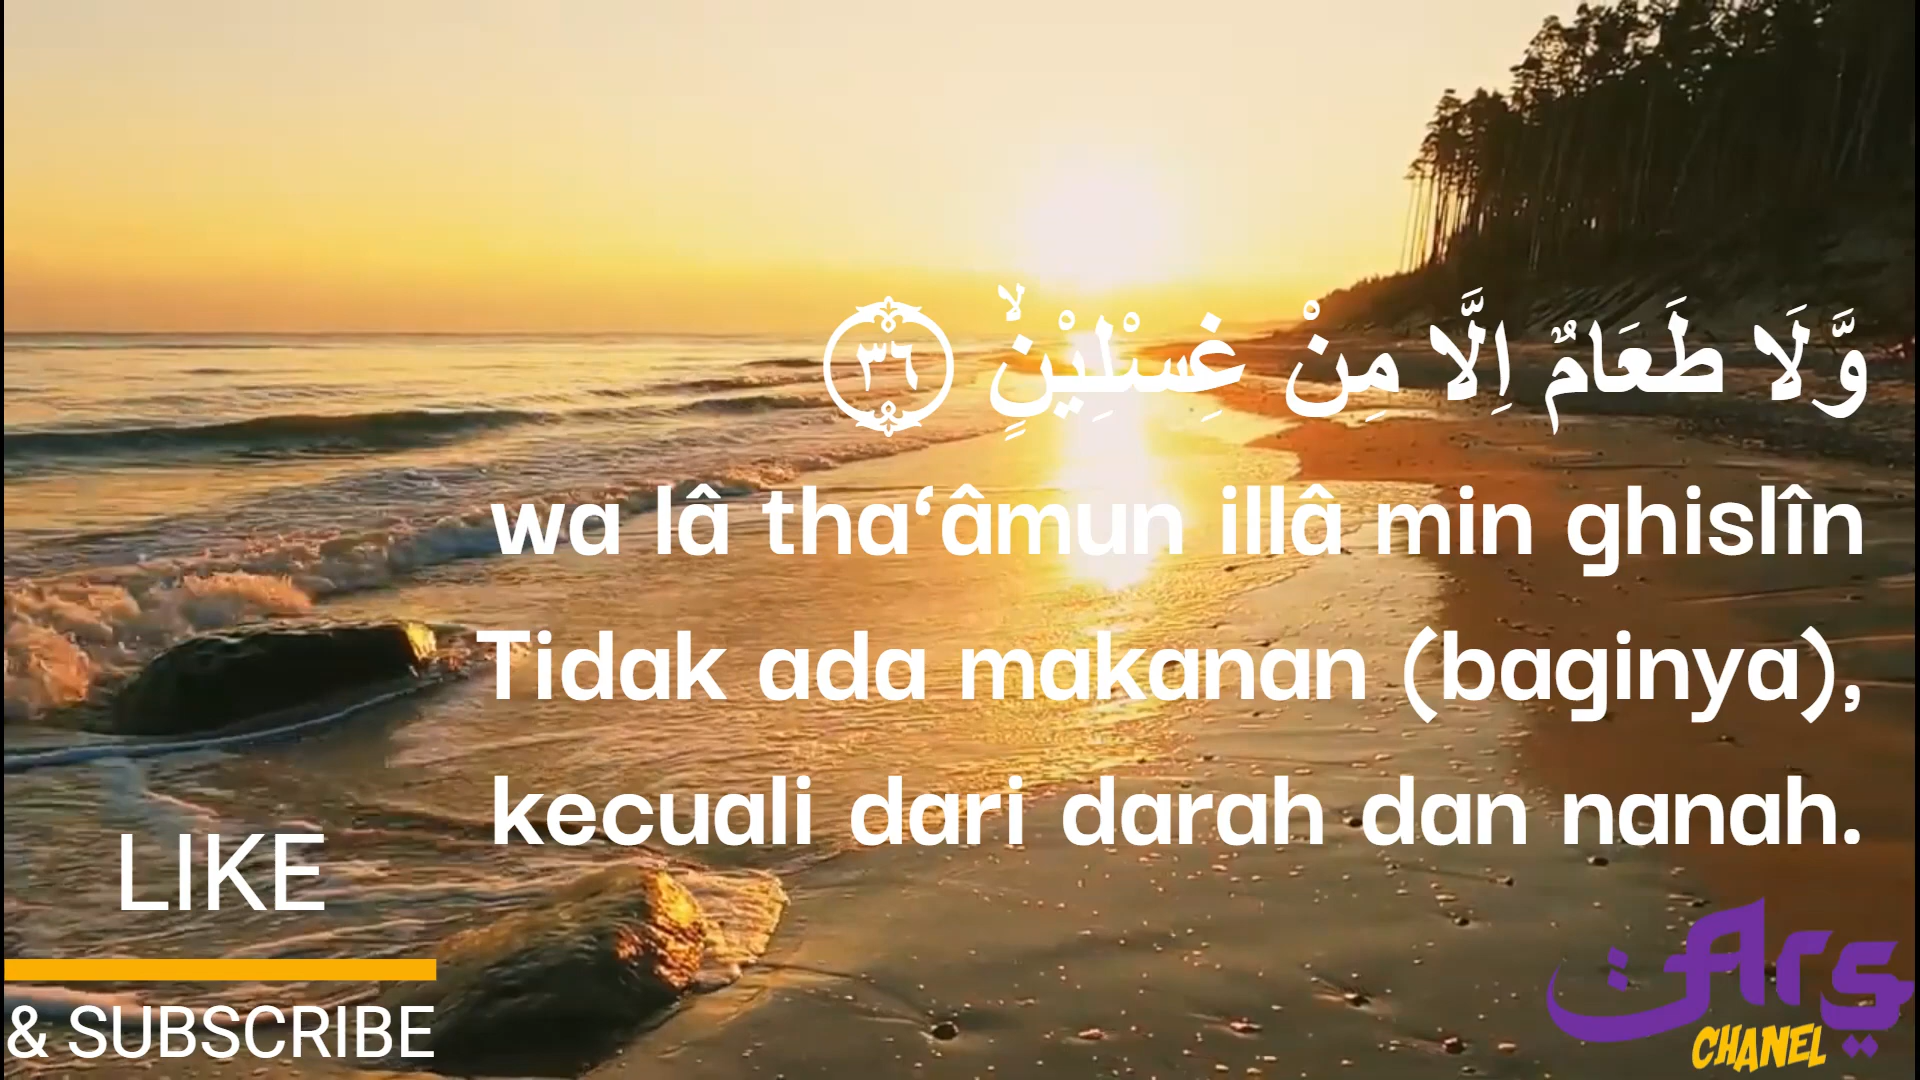 وَّلَا طَعَامٌ اِلَّا مِنْ غِسْلِيْنٍۙ ۝٣٦
wa lâ tha‘âmun illâ min ghislîn
Tidak ada makanan (baginya),
kecuali dari darah dan nanah.
LIKE
& SUBSCRIBE
Ars
CHANEL